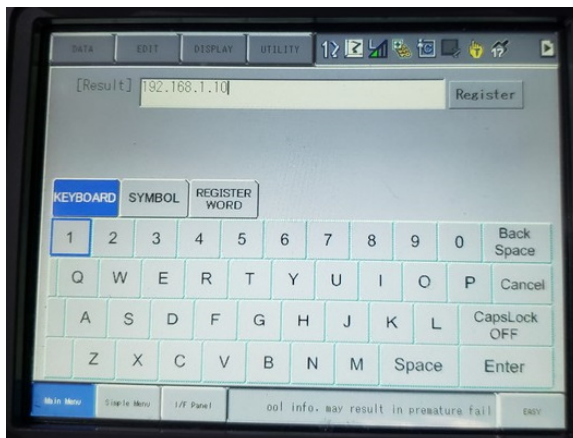 DATA EDIT DISPLAY UTILITY
[Result] 192.168.1.10 Register
KEYBOARD SYMBOL REGISTER WORD
1 2 3 4 5 6 7 8 9 0 Back Space
Q W E R T Y U I O P Cancel
A S D F G H J K L CapsLock OFF
Z X C V B N M Space Enter
Main Menu Simple Menu I/F Panel ool info. may result in premature fail EASY